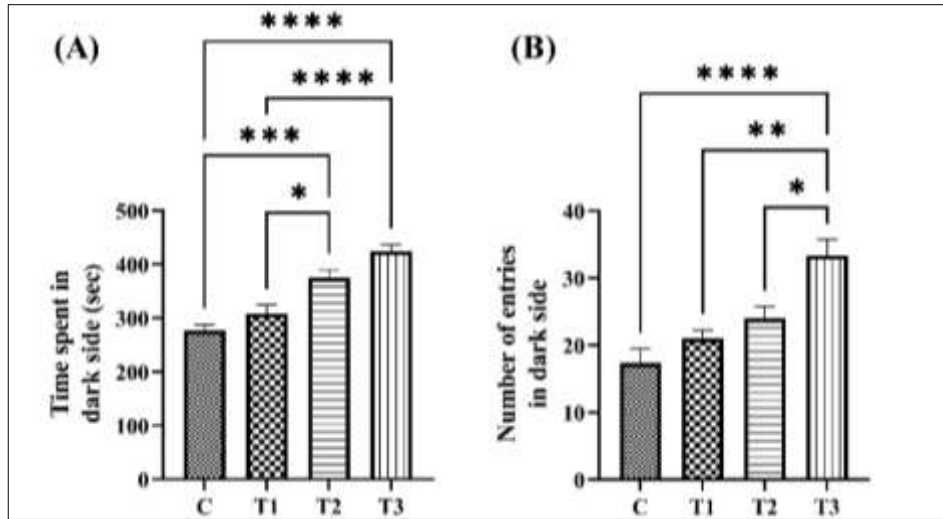 (A)
****
****
***
*
Time spent in
dark side (sec)
500
400
300
200
100
0
C T1 T2 T3
(B)
****
**
*
Number of entries
in dark side
40
30
20
10
0
C T1 T2 T3